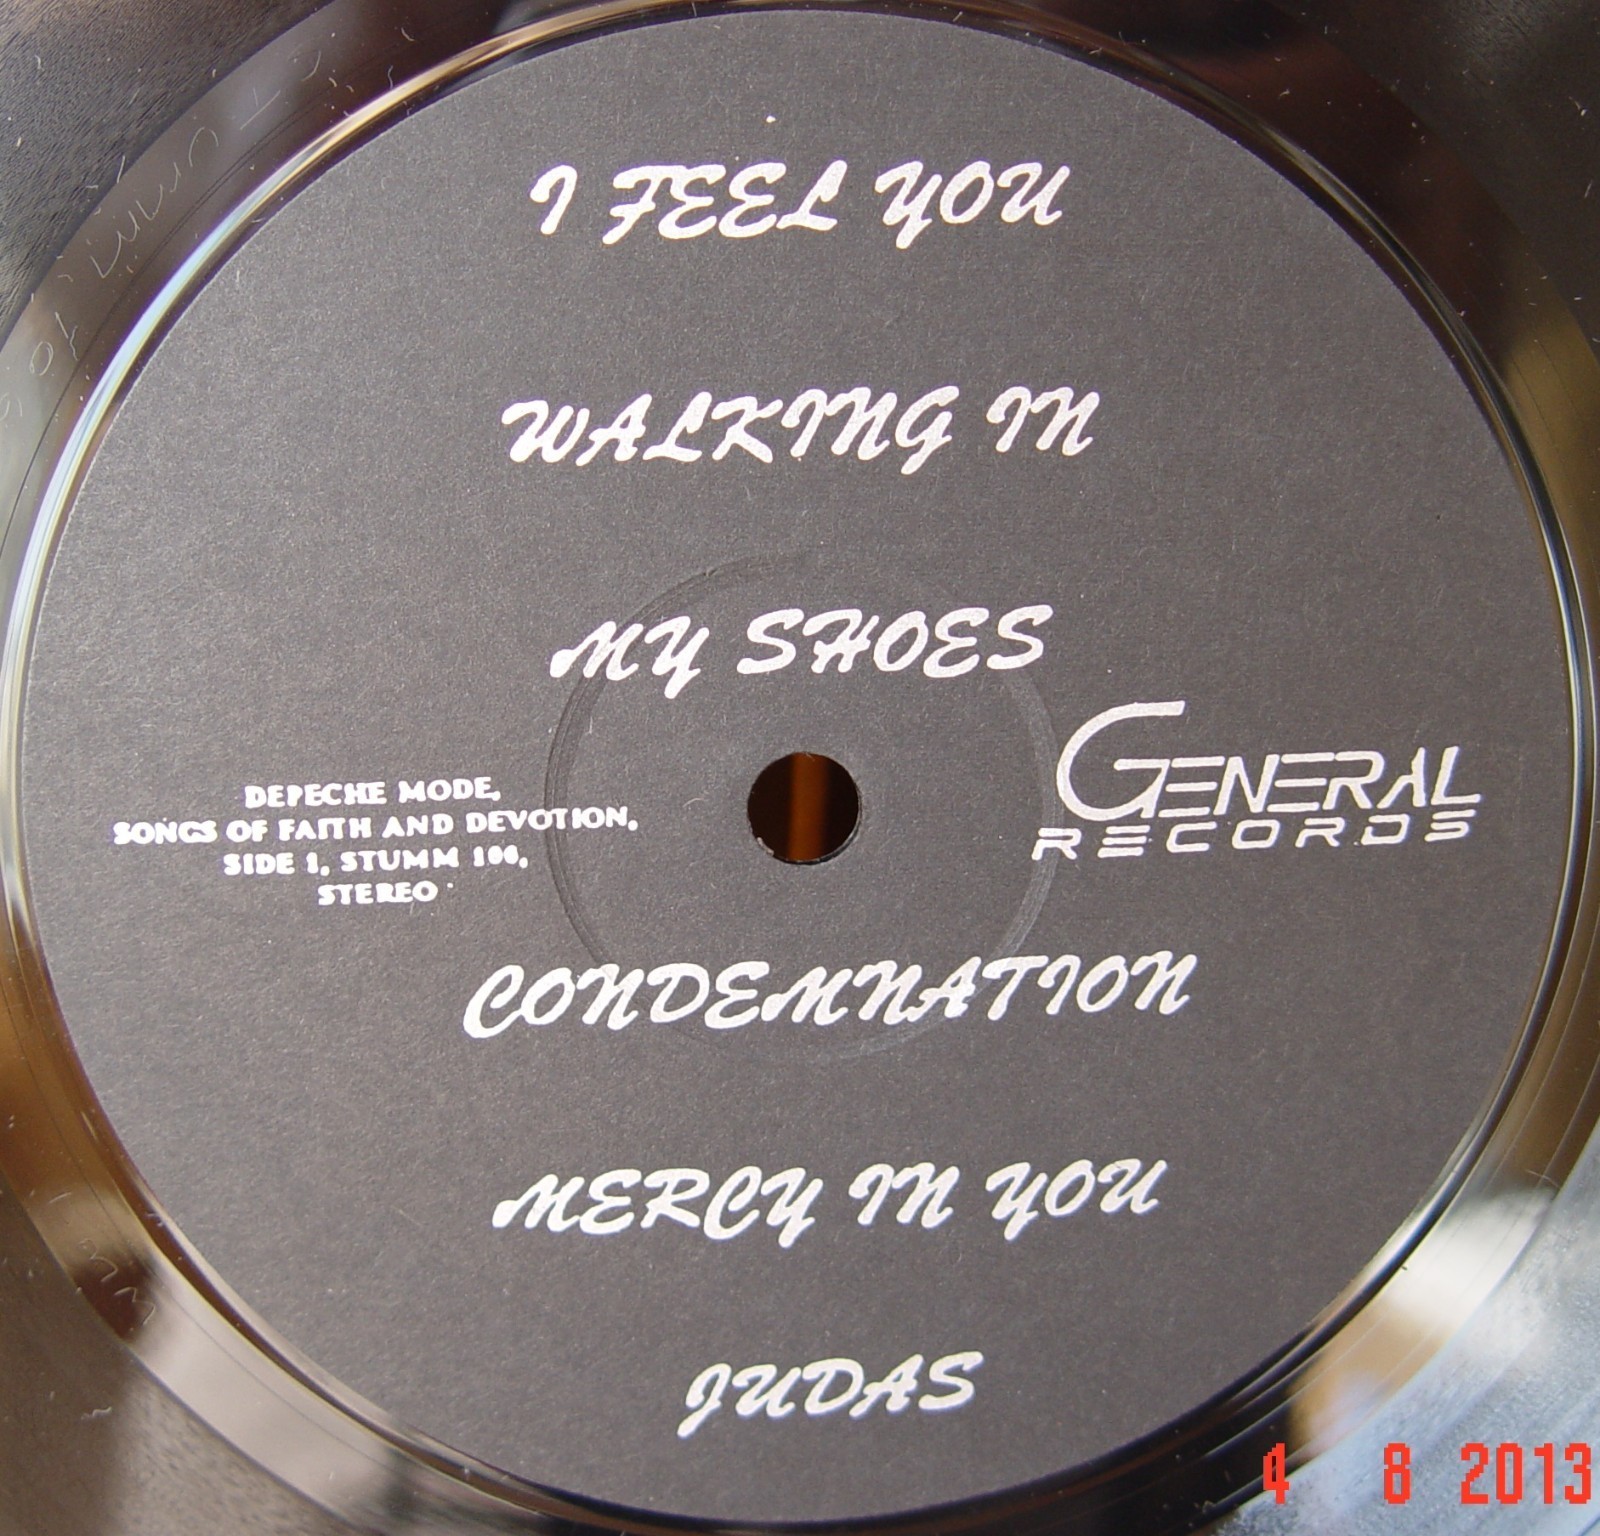 I FEEL YOU
WALKING IN
MY SHOES
DEPECHE MODE,
SONGS OF FAITH AND DEVOTION,
SIDE 1, STUMM 106,
STEREO
GENERAL
RECORDS
CONDEMNATION
MERCY IN YOU
JUDAS
4 8 2013